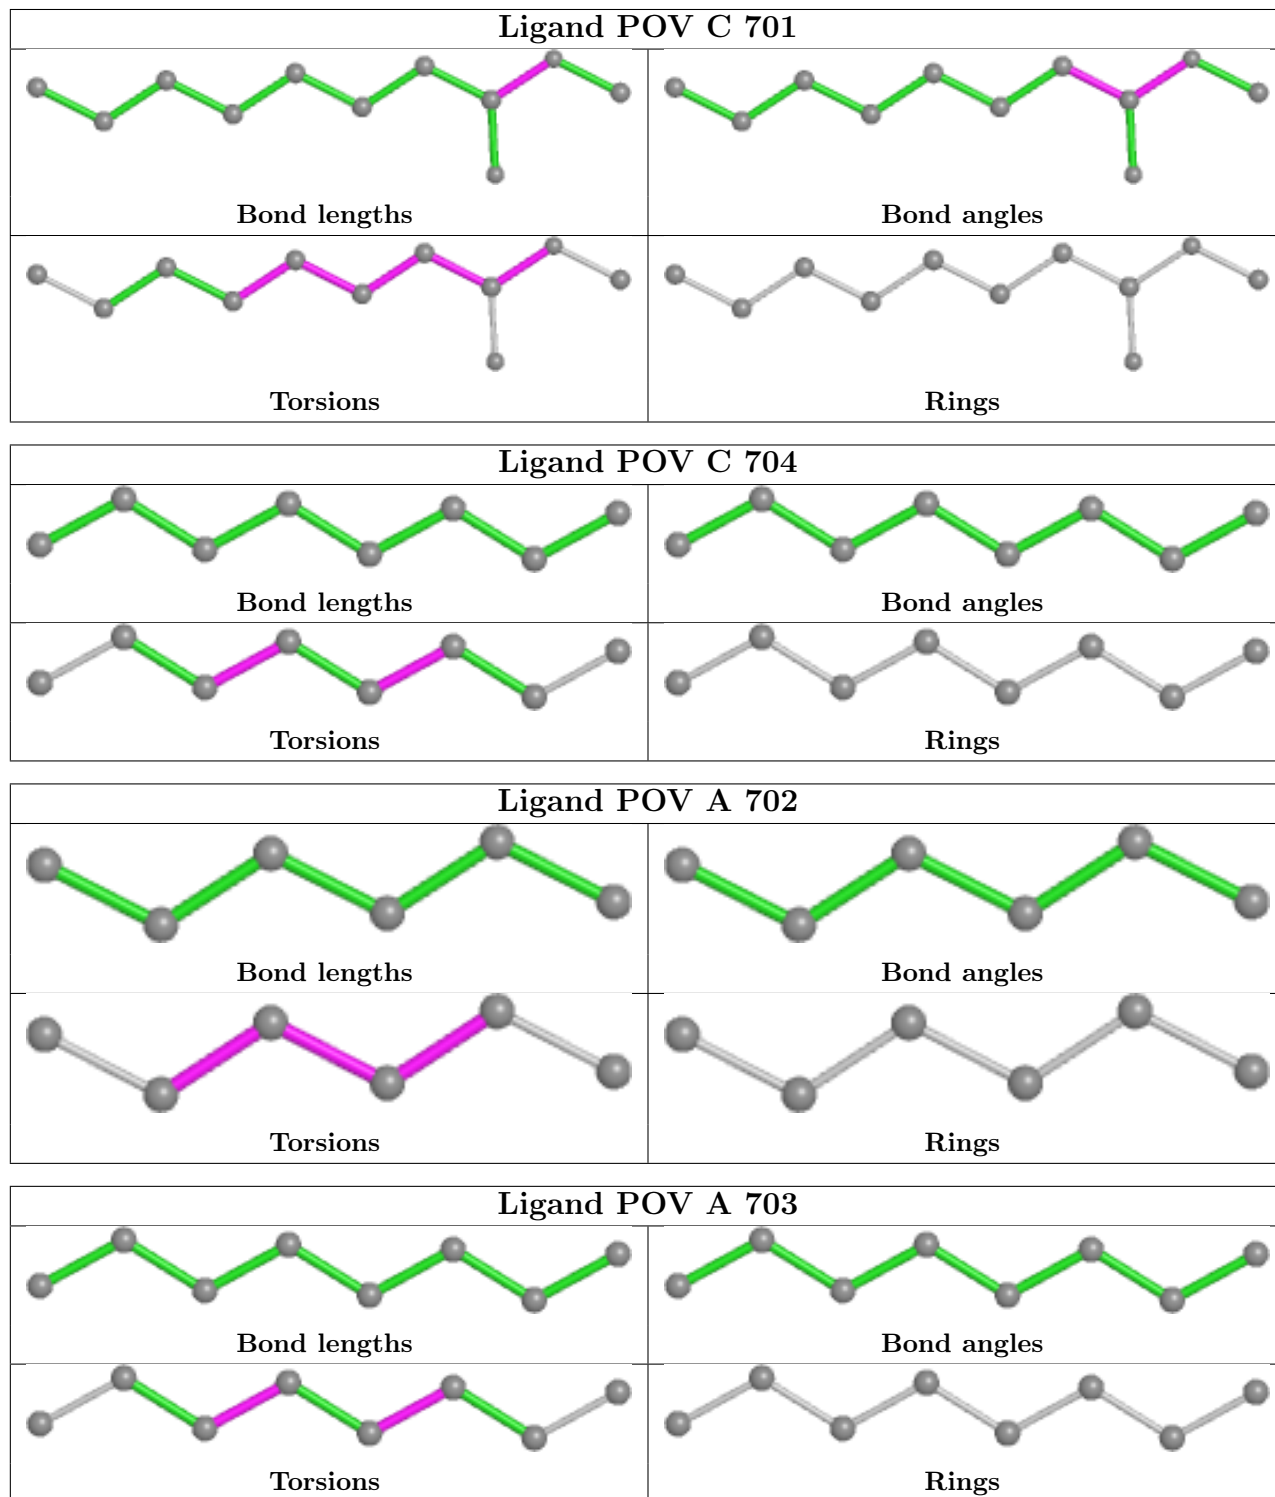 Ligand POV C 701
Bond lengths
Bond angles
Torsions
Rings
Ligand POV C 704
Bond lengths
Bond angles
Torsions
Rings
Ligand POV A 702
Bond lengths
Bond angles
Torsions
Rings
Ligand POV A 703
Bond lengths
Bond angles
Torsions
Rings